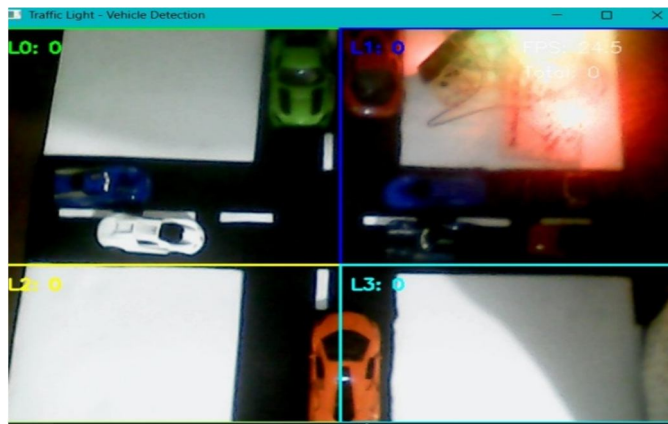 Traffic Light - Vehicle Detection
L0: 0
L1: 0
FPS: 24.5
Total: 0
L2: 0
L3: 0